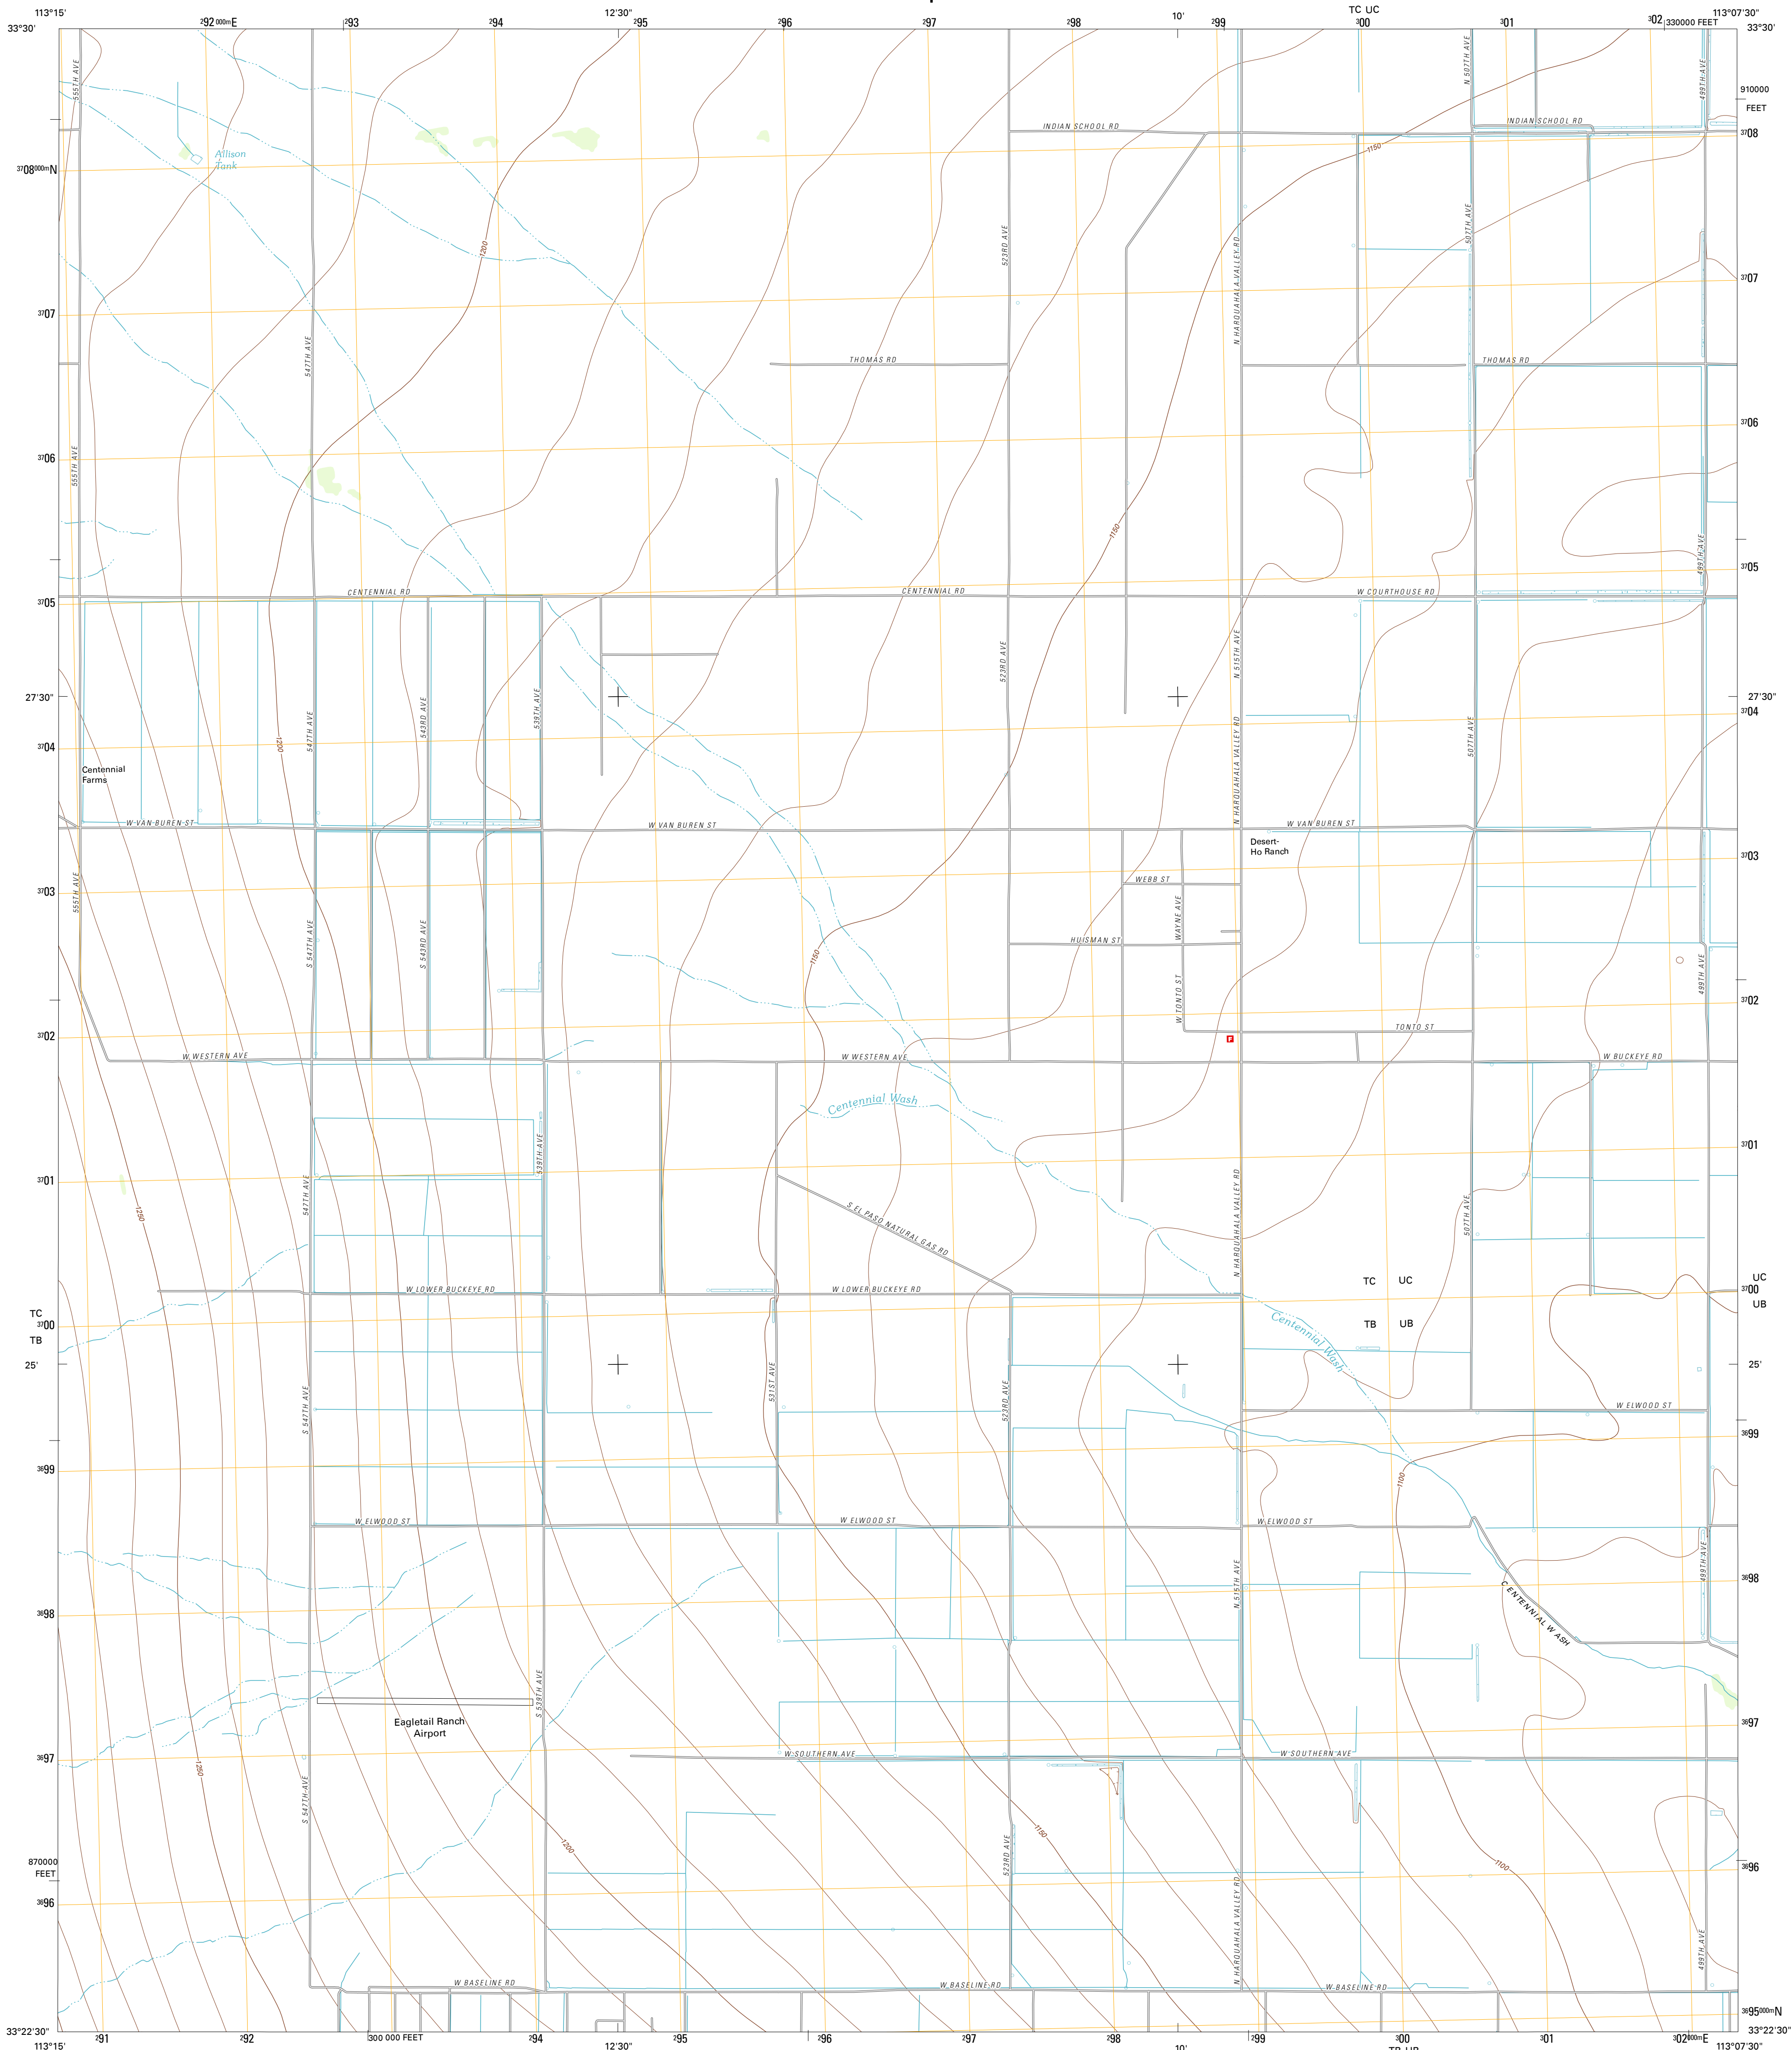 113°15'
²92 000mE
²93
²94
12'30"
²95
²96
²97
²98
10'
²99
TC UC
³00
³01
³02
330000 FEET
113°07'30"
33°30'
33°30'
555TH AVE
N 507TH AVE
499TH AVE
910000
FEET
INDIAN SCHOOL RD
INDIAN SCHOOL RD
³⁷08
1150
Allison
Tank
³⁷08000mN
1200
523RD AVE
507TH AVE
N HARQUAHALA VALLEY RD
³⁷07
³⁷07
547TH AVE
THOMAS RD
THOMAS RD
³⁷06
³⁷06
555TH AVE
1150
499TH AVE
³⁷05
³⁷05
CENTENNIAL RD
CENTENNIAL RD
W COURTHOUSE RD
523RD AVE
N 515TH AVE
27'30"
27'30"
543RD AVE
539TH AVE
547TH AVE
1200
N HARQUAHALA VALLEY RD
507TH AVE
³⁷04
³⁷04
Centennial
Farms
W VAN BUREN ST
W VAN BUREN ST
W VAN BUREN ST
Desert-
Ho Ranch
³⁷03
³⁷03
555TH AVE
WEBB ST
WAYNE AVE
S 547TH AVE
S 543RD AVE
HUISMAN ST
1150
499TH AVE
W TONTO ST
³⁷02
³⁷02
TONTO ST
F
W WESTERN AVE
W WESTERN AVE
W BUCKEYE RD
Centennial Wash
539TH AVE
³⁷01
³⁷01
547TH AVE
1250
S EL PASO NATURAL GAS RD
N HARQUAHALA VALLEY RD
507TH AVE
TC UC
UC
³⁷00
UB
W LOWER BUCKEYE RD
W LOWER BUCKEYE RD
TC
³⁷00
TB
TB UB
Centennial Wash
25'
25'
531ST AVE
523RD AVE
S 547TH AVE
W ELWOOD ST
³⁶99
³⁶99
1100
W ELWOOD ST
W ELWOOD ST
W ELWOOD ST
499TH AVE
N 515TH AVE
³⁶98
³⁶98
CENTENNIAL WASH
S 539TH AVE
Eagletail Ranch
Airport
³⁶97
³⁶97
W SOUTHERN AVE
W SOUTHERN AVE
1250
S 547TH AVE
1200
1150
523RD AVE
870000
FEET
1100
³⁶96
³⁶96
N HARQUAHALA VALLEY RD
499TH AVE
W BASELINE RD
W BASELINE RD
W BASELINE RD
³⁶95000mN
33°22'30"
33°22'30"
²91
²92
300 000 FEET
²94
²95
²96
²97
²98
²99
³00
³01
³02000mE
113°15'
12'30"
10'
TB UB
113°07'30"